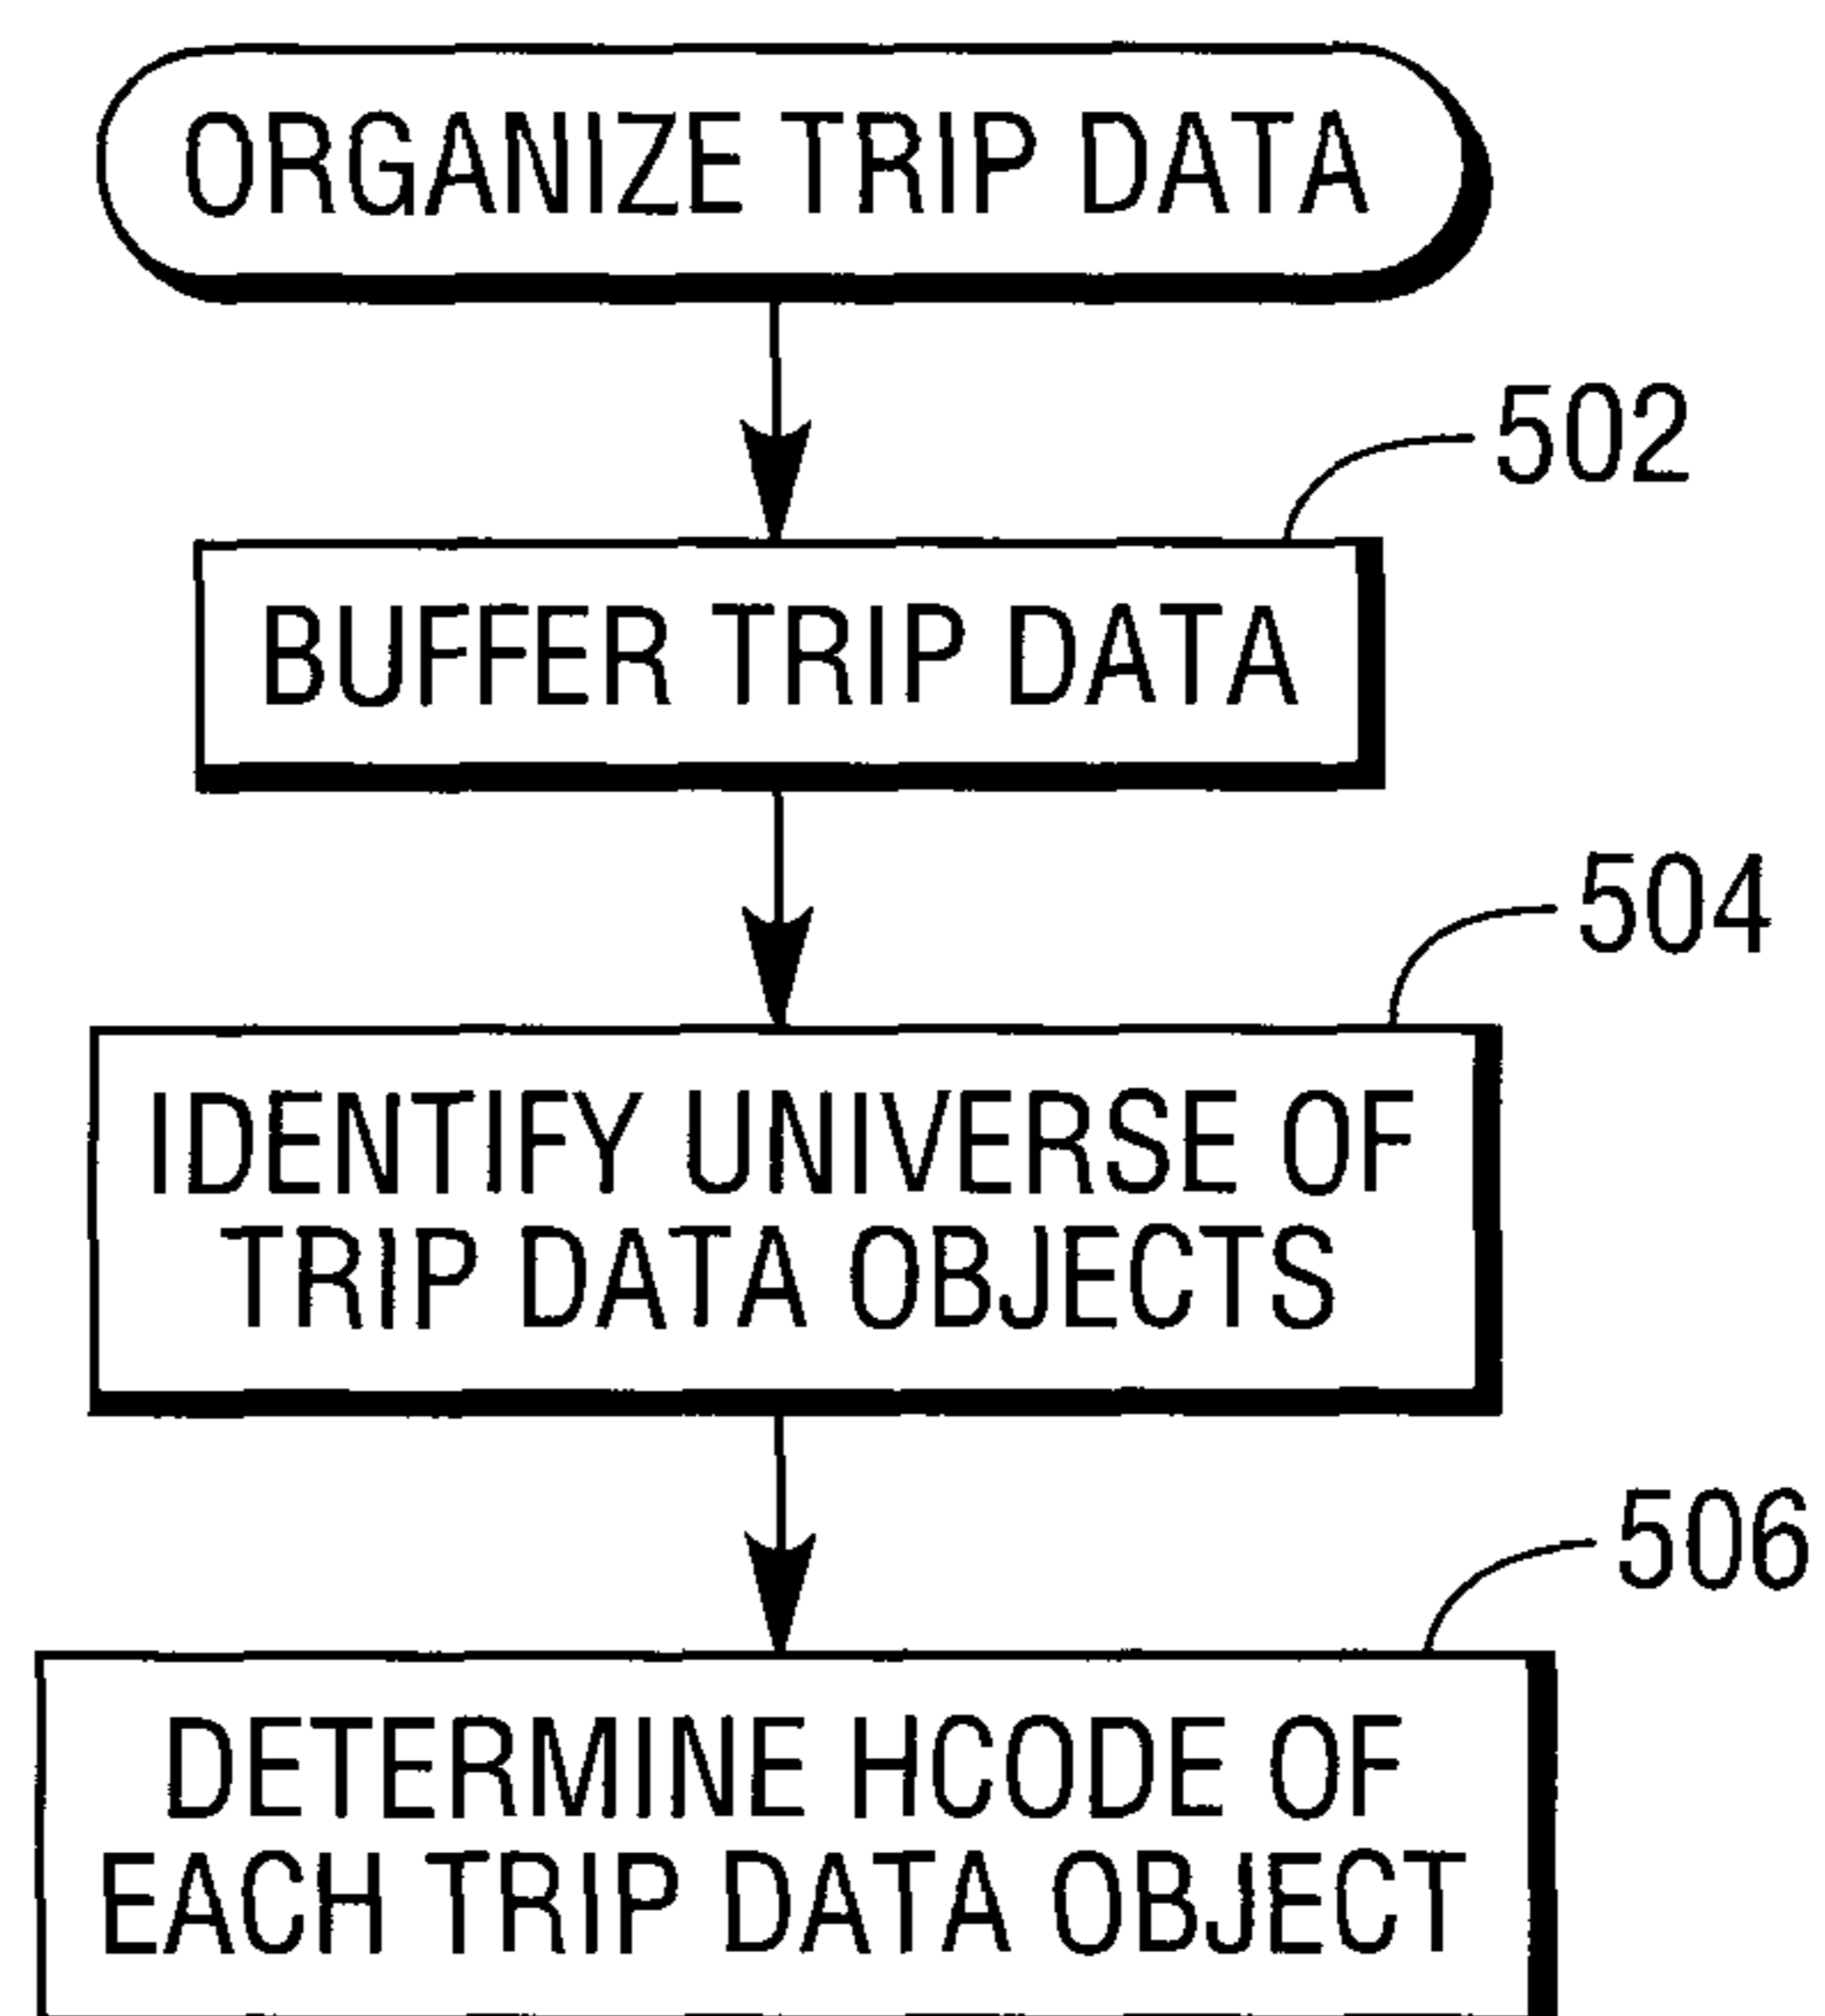 ORGANIZE TRIP DATA
502
BUFFER TRIP DATA
504
IDENTIFY UNIVERSE OF
TRIP DATA OBJECTS
506
DETERMINE HCODE OF
EACH TRIP DATA OBJECT